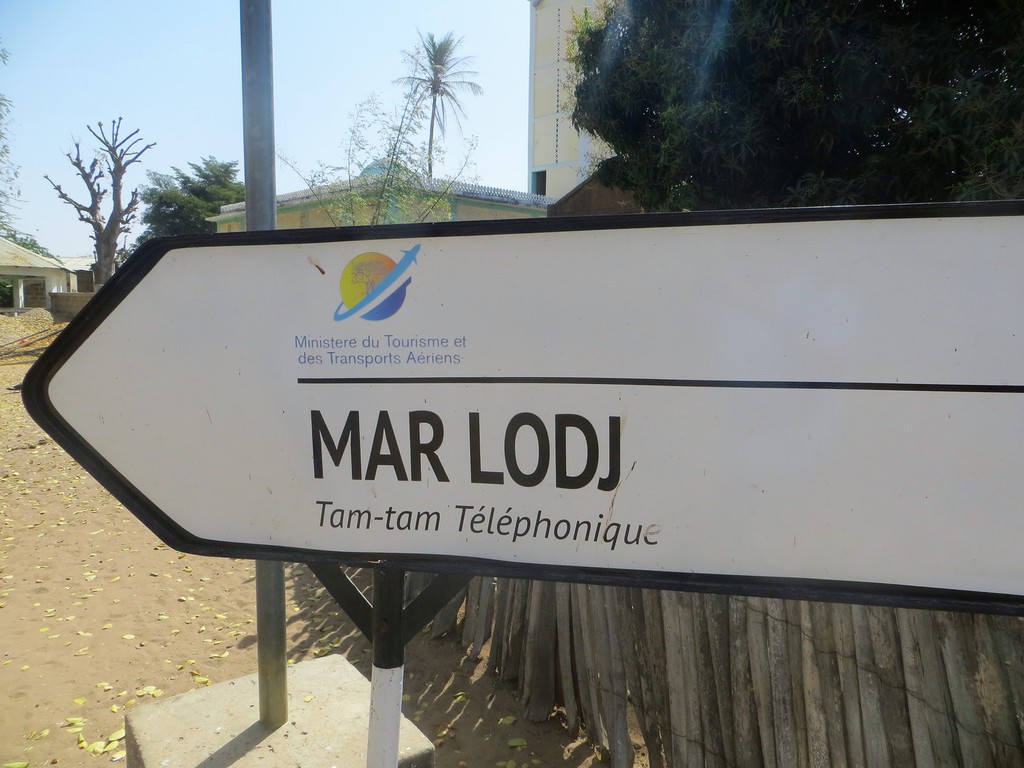 Ministere du Tourisme et
des Transports Aériens
MAR LODJ
Tam-tam Téléphonique